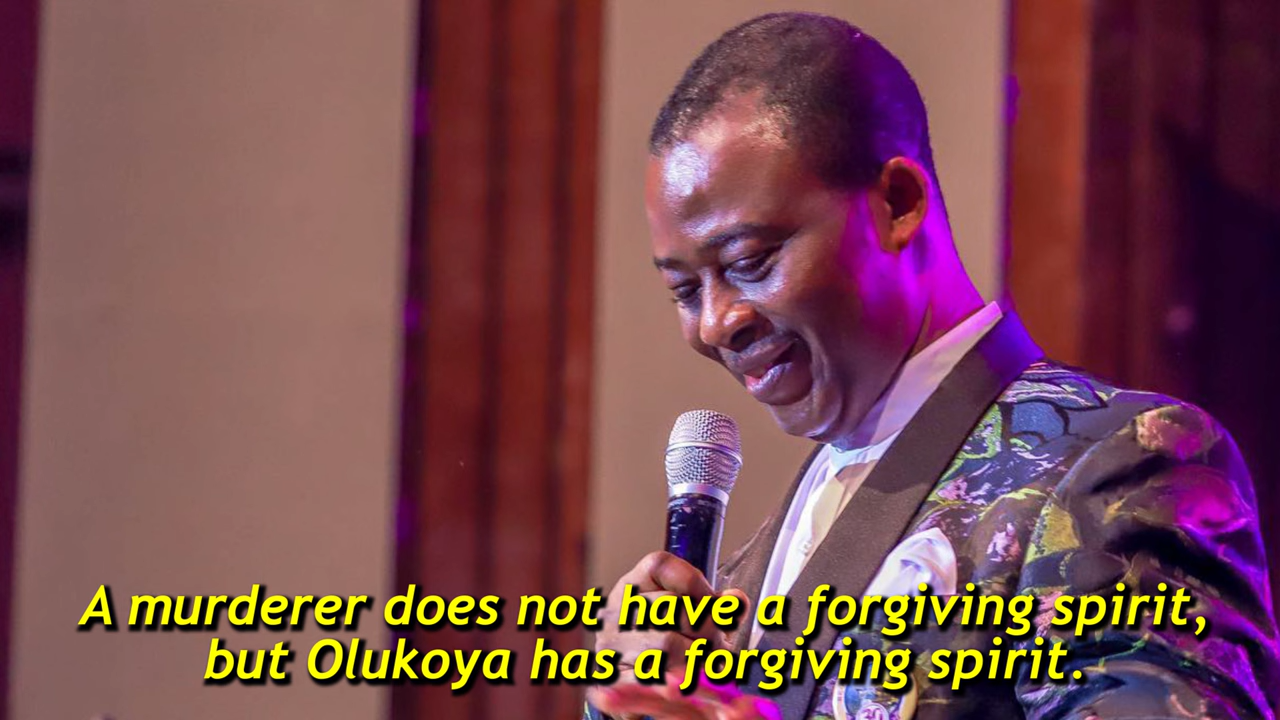 A murderer does not have a forgiving spirit,
but Olukoya has a forgiving spirit.